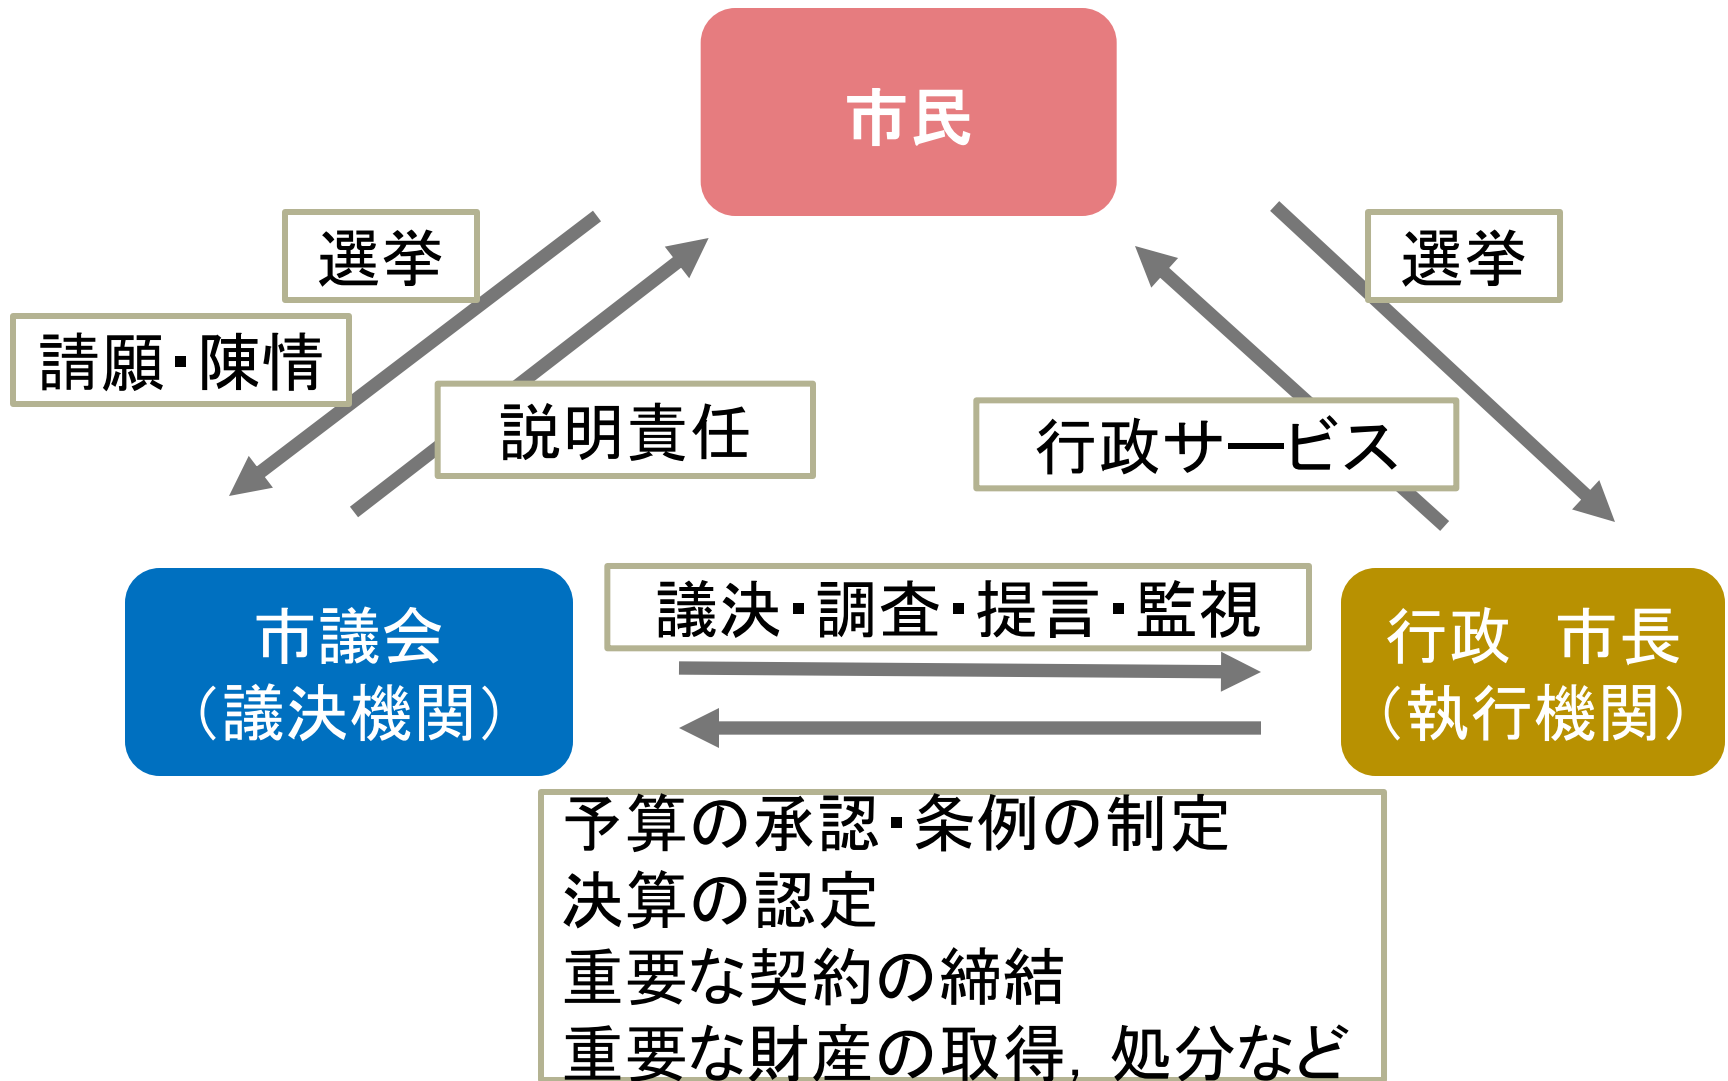 市民
選挙
選挙
請願・陳情
説明責任
行政サービス
議決・調査・提言・監視
市議会
（議決機関）
行政　市長
（執行機関）
予算の承認・条例の制定
決算の認定
重要な契約の締結
重要な財産の取得，処分など